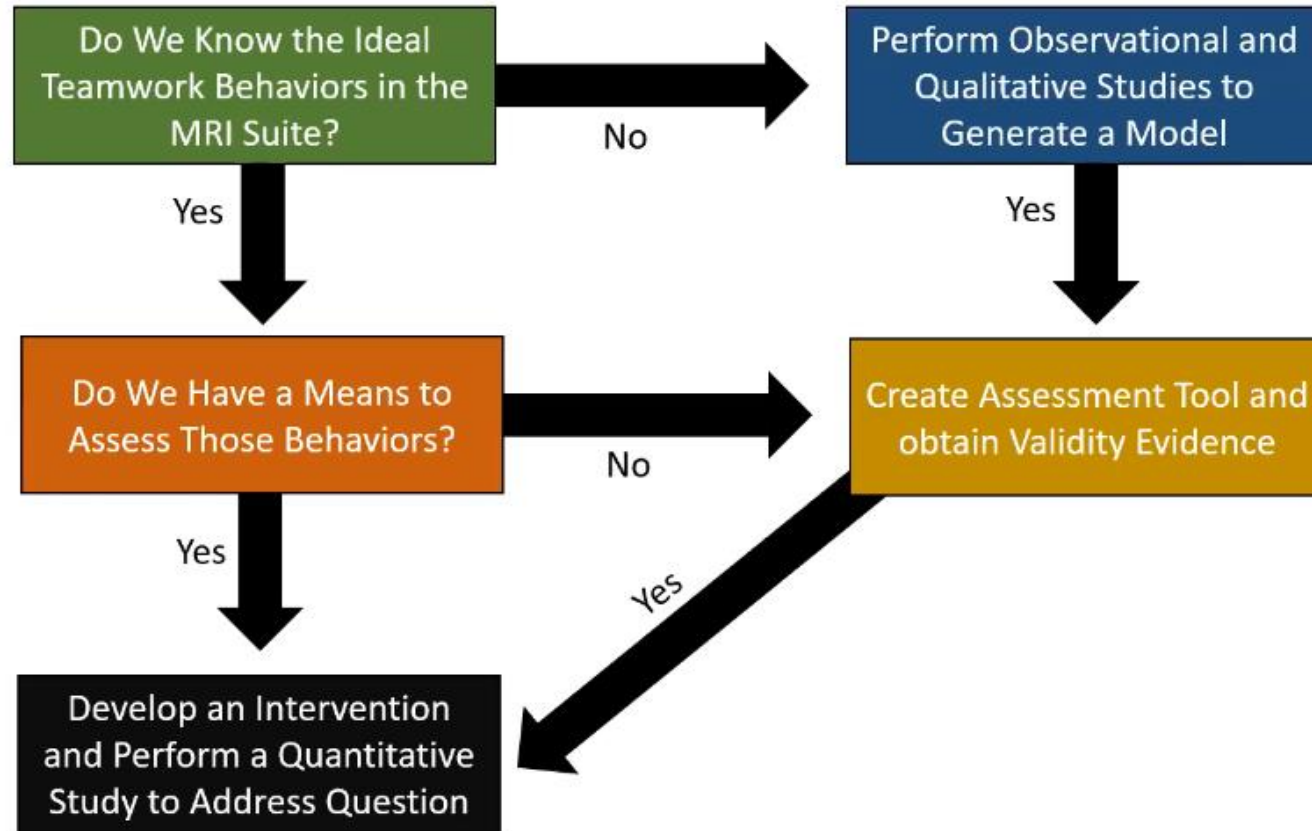 Do We Know the Ideal
Teamwork Behaviors in the
MRI Suite?
No
Perform Observational and
Qualitative Studies to
Generate a Model
Yes
Yes
Do We Have a Means to
Assess Those Behaviors?
No
Create Assessment Tool and
obtain Validity Evidence
Yes
Yes
Develop an Intervention
and Perform a Quantitative
Study to Address Question